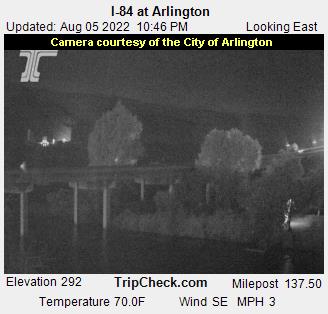 I-84 at Arlington
Updated: Aug 05 2022 10:46 PM Looking East
Camera courtesy of the City of Arlington
Elevation 292 TripCheck.com Milepost 137.50
Temperature 70.0F Wind SE MPH 3